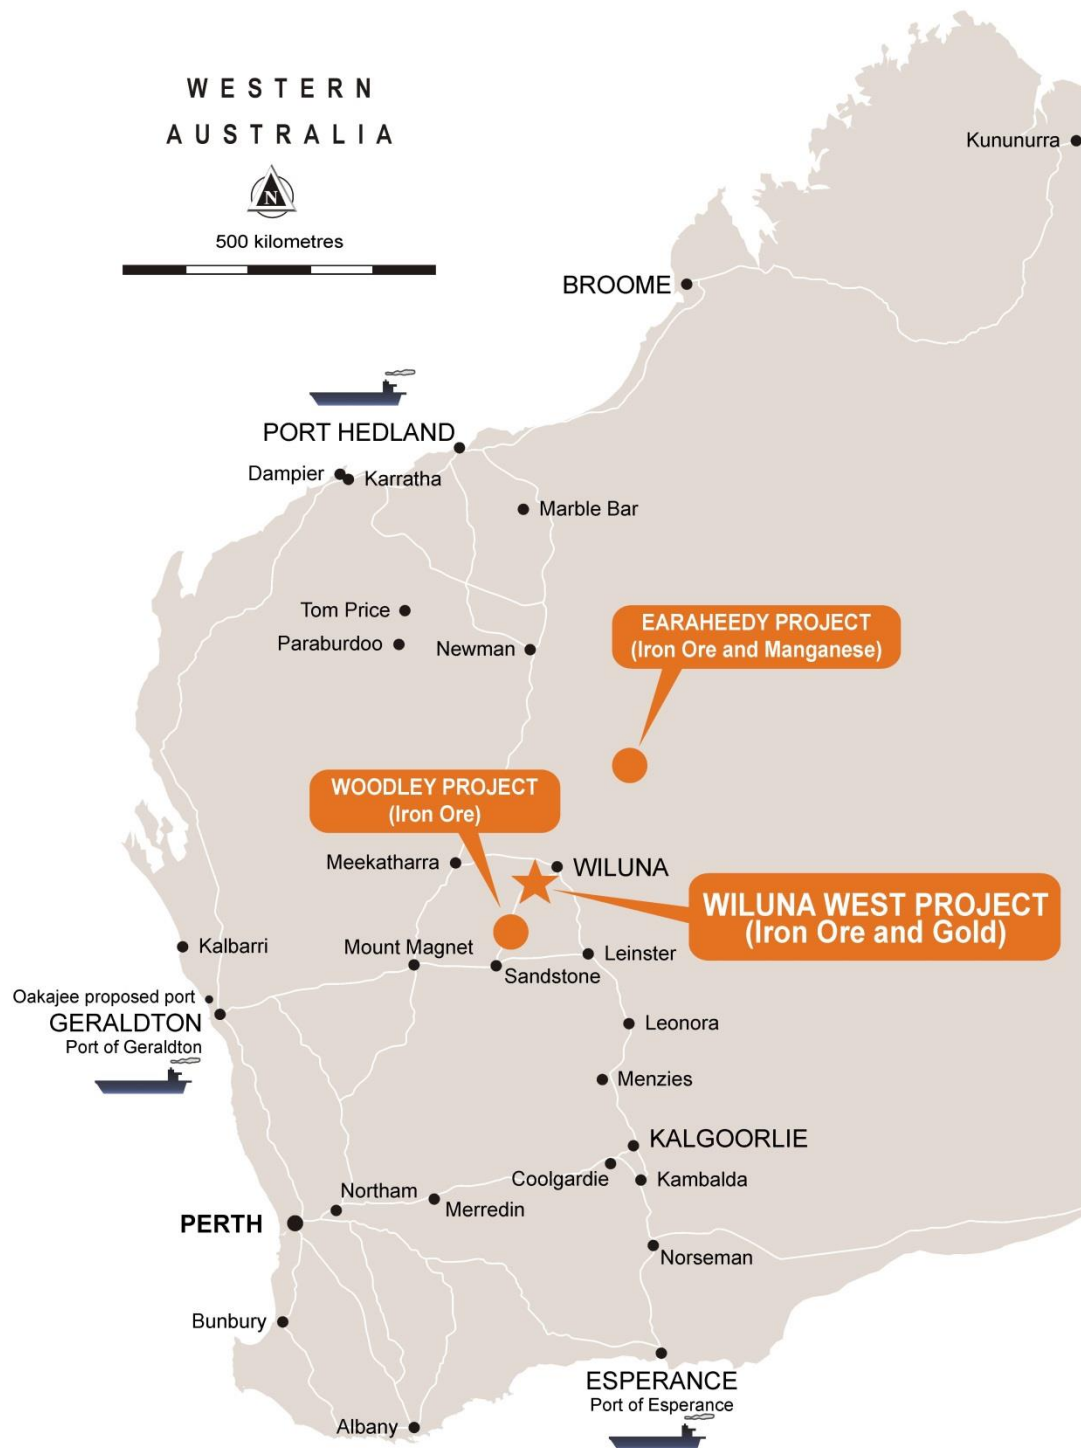 WESTERN
AUSTRALIA
N
500 kilometres
Kununurra
BROOME
PORT HEDLAND
Dampier
Karratha
Marble Bar
Tom Price
Paraburdoo
Newman
EARAHEEDY PROJECT
(Iron Ore and Manganese)
WOODLEY PROJECT
(Iron Ore)
Meekatharra
WILUNA
WILUNA WEST PROJECT
(Iron Ore and Gold)
Kalbarri
Mount Magnet
Sandstone
Leinster
Oakajee proposed port
GERALDTON
Port of Geraldton
Leonora
Menzies
KALGOORLIE
Coolgardie
Kambalda
Northam
Merredin
PERTH
Norseman
Bunbury
ESPERANCE
Port of Esperance
Albany